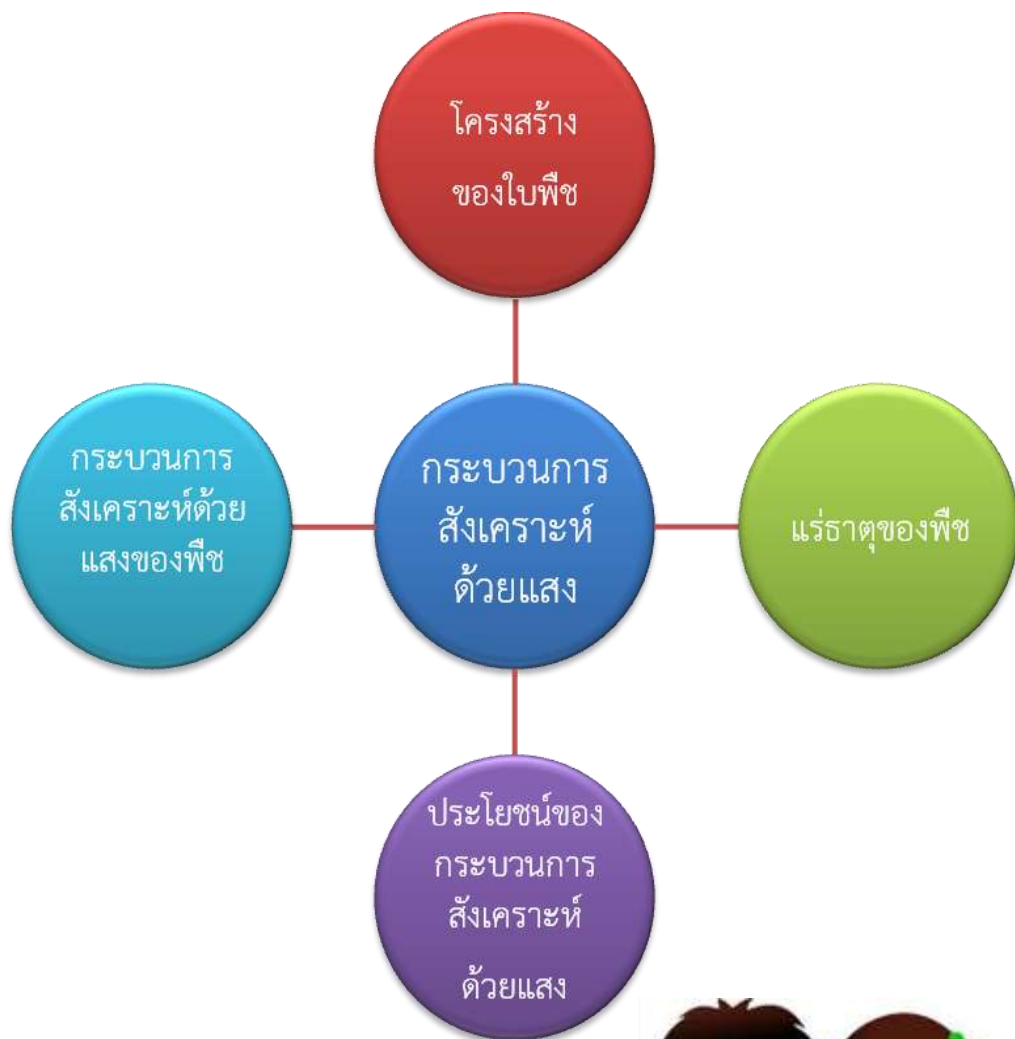 โครงสร้าง
ของใบพืช
กระบวนการ
สังเคราะห์ด้วย
แสงของพืช
กระบวนการ
สังเคราะห์
ด้วยแสง
แร่ธาตุของพืช
ประโยชน์ของ
กระบวนการ
สังเคราะห์
ด้วยแสง